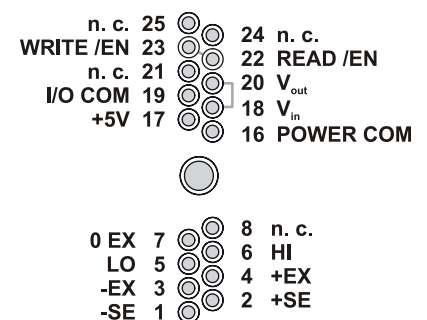 n. c. 25
24 n. c.
WRITE /EN 23
22 READ /EN
n. c. 21
20 Vout
I/O COM 19
18 Vin
+5V 17
16 POWER COM
8 n. c.
0 EX 7
6 HI
LO 5
4 +EX
-EX 3
2 +SE
-SE 1